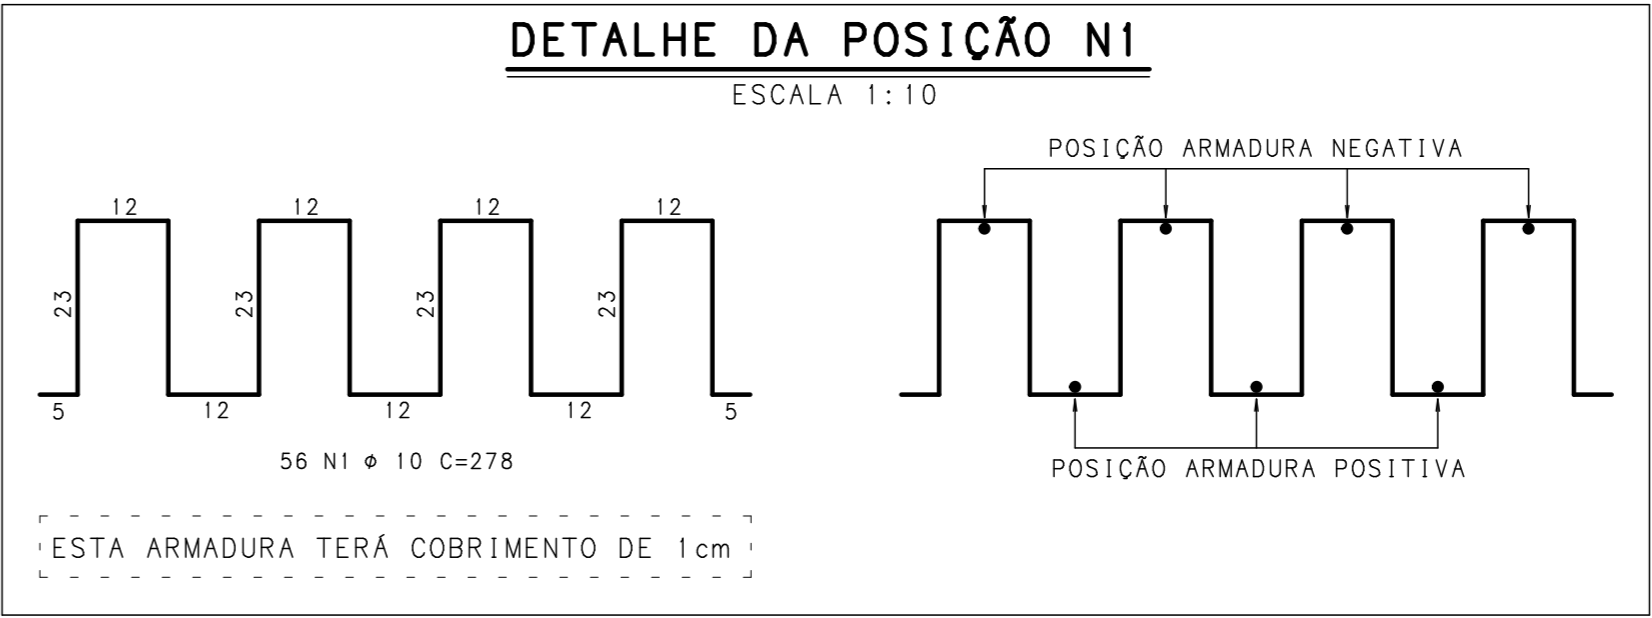 DETALHE DA POSIÇÃO N1
ESCALA 1:10
12 12 12 12
23 23 23 23
5 12 12 12 5
56 N1 ø 10 C=278
ESTA ARMADURA TERÁ COBRIMENTO DE 1cm
POSIÇÃO ARMADURA NEGATIVA
POSIÇÃO ARMADURA POSITIVA